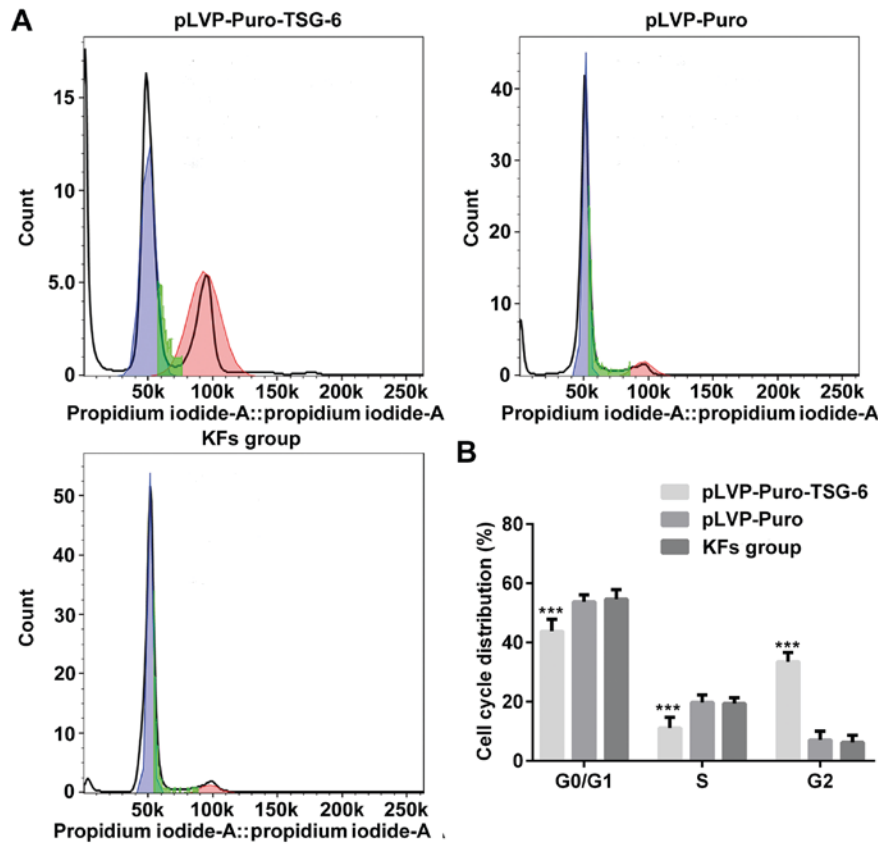 A
pLVP-Puro-TSG-6
Count
15
10
5.0
0
50k 100k 150k 200k 250k
Propidium iodide-A::propidium iodide-A
pLVP-Puro
Count
40
30
20
10
0
50k 100k 150k 200k 250k
Propidium iodide-A::propidium iodide-A
KFs group
Count
50
40
30
20
10
0
50k 100k 150k 200k 250k
Propidium iodide-A::propidium iodide-A
B
pLVP-Puro-TSG-6
pLVP-Puro
KFs group
Cell cycle distribution (%)
80
60
40
20
0
***
***
***
G0/G1 S G2